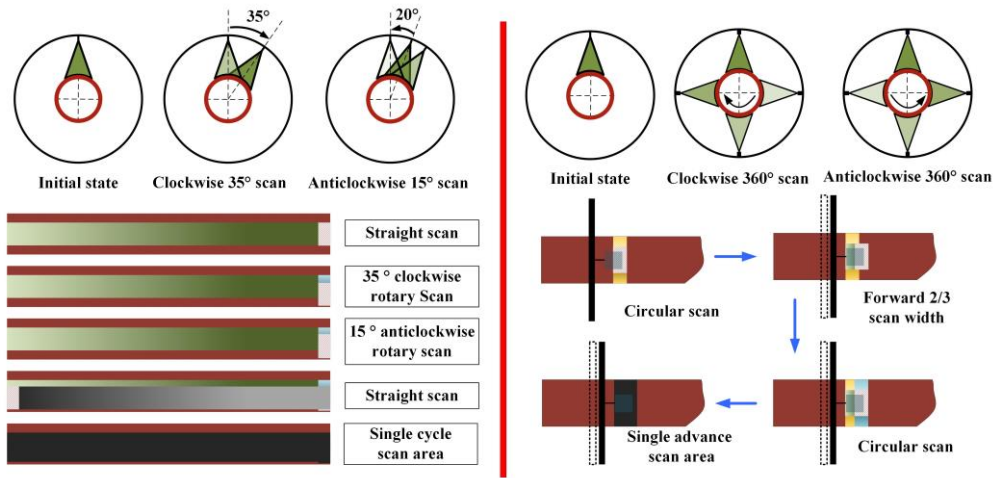 35°
20°
Initial state
Clockwise 35° scan
Anticlockwise 15° scan
Straight scan
35 ° clockwise
rotary Scan
15 ° anticlockwise
rotary scan
Straight scan
Single cycle
scan area
Initial state
Clockwise 360° scan
Anticlockwise 360° scan
Circular scan
Forward 2/3
scan width
Single advance
scan area
Circular scan